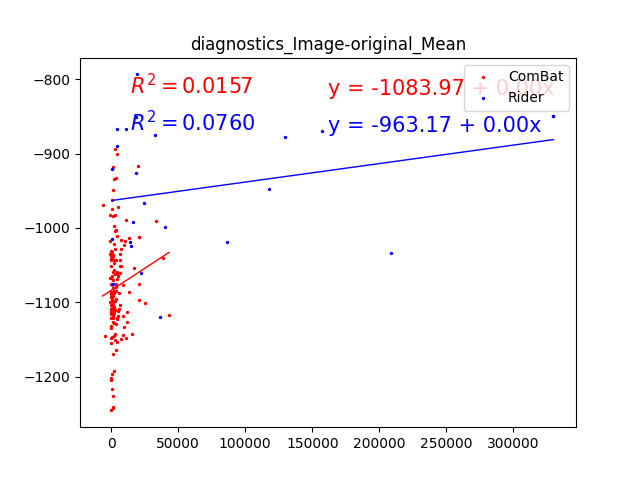 diagnostics_Image-original_Mean
R² = 0.0157
y = -1083.97 + 0.00x
R² = 0.0760
y = -963.17 + 0.00x
ComBat
Rider
−800
−900
−1000
−1100
−1200
0 50000 100000 150000 200000 250000 300000